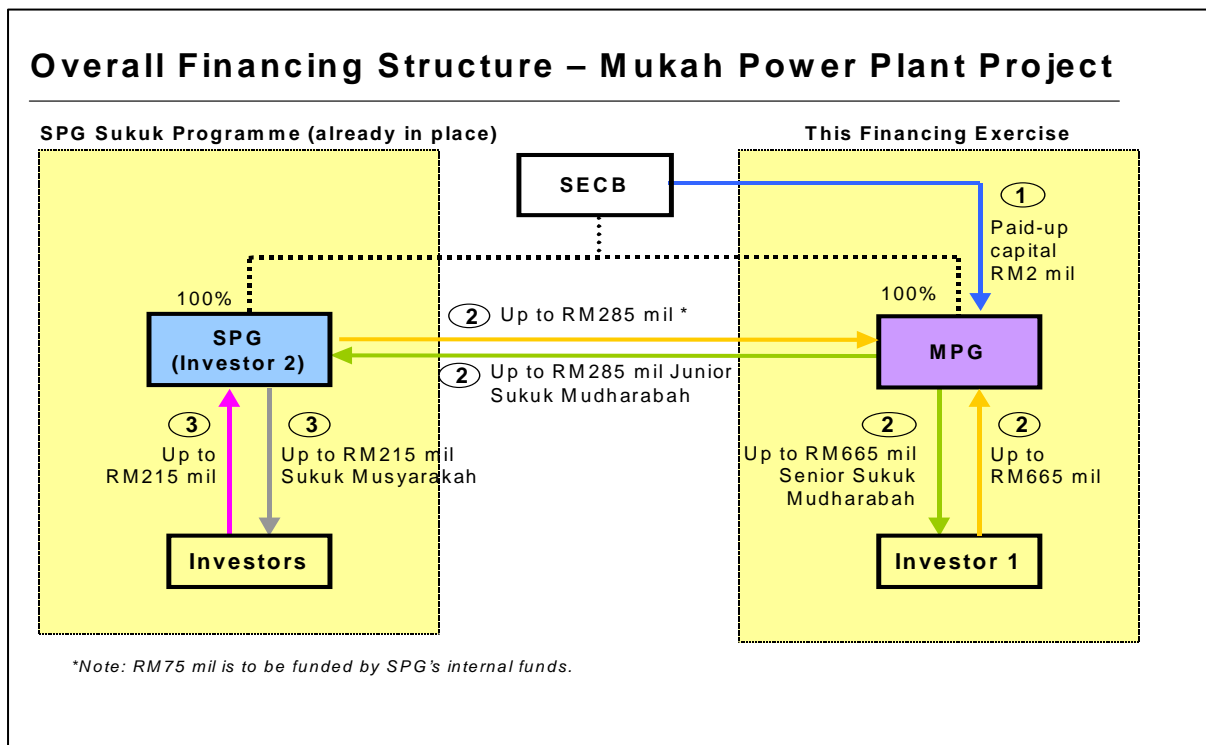 Overall Financing Structure – Mukah Power Plant Project
SPG Sukuk Programme (already in place)
This Financing Exercise
SECB
1
Paid-up
capital
RM2 mil
100%
100%
SPG
(Investor 2)
2 Up to RM285 mil *
MPG
2 Up to RM285 mil Junior
Sukuk Mudharabah
3
Up to
RM215 mil
3
Up to RM215 mil
Sukuk Musyarakah
2
Up to RM665 mil
Senior Sukuk
Mudharabah
2
Up to
RM665 mil
Investors
Investor 1
*Note: RM75 mil is to be funded by SPG's internal funds.